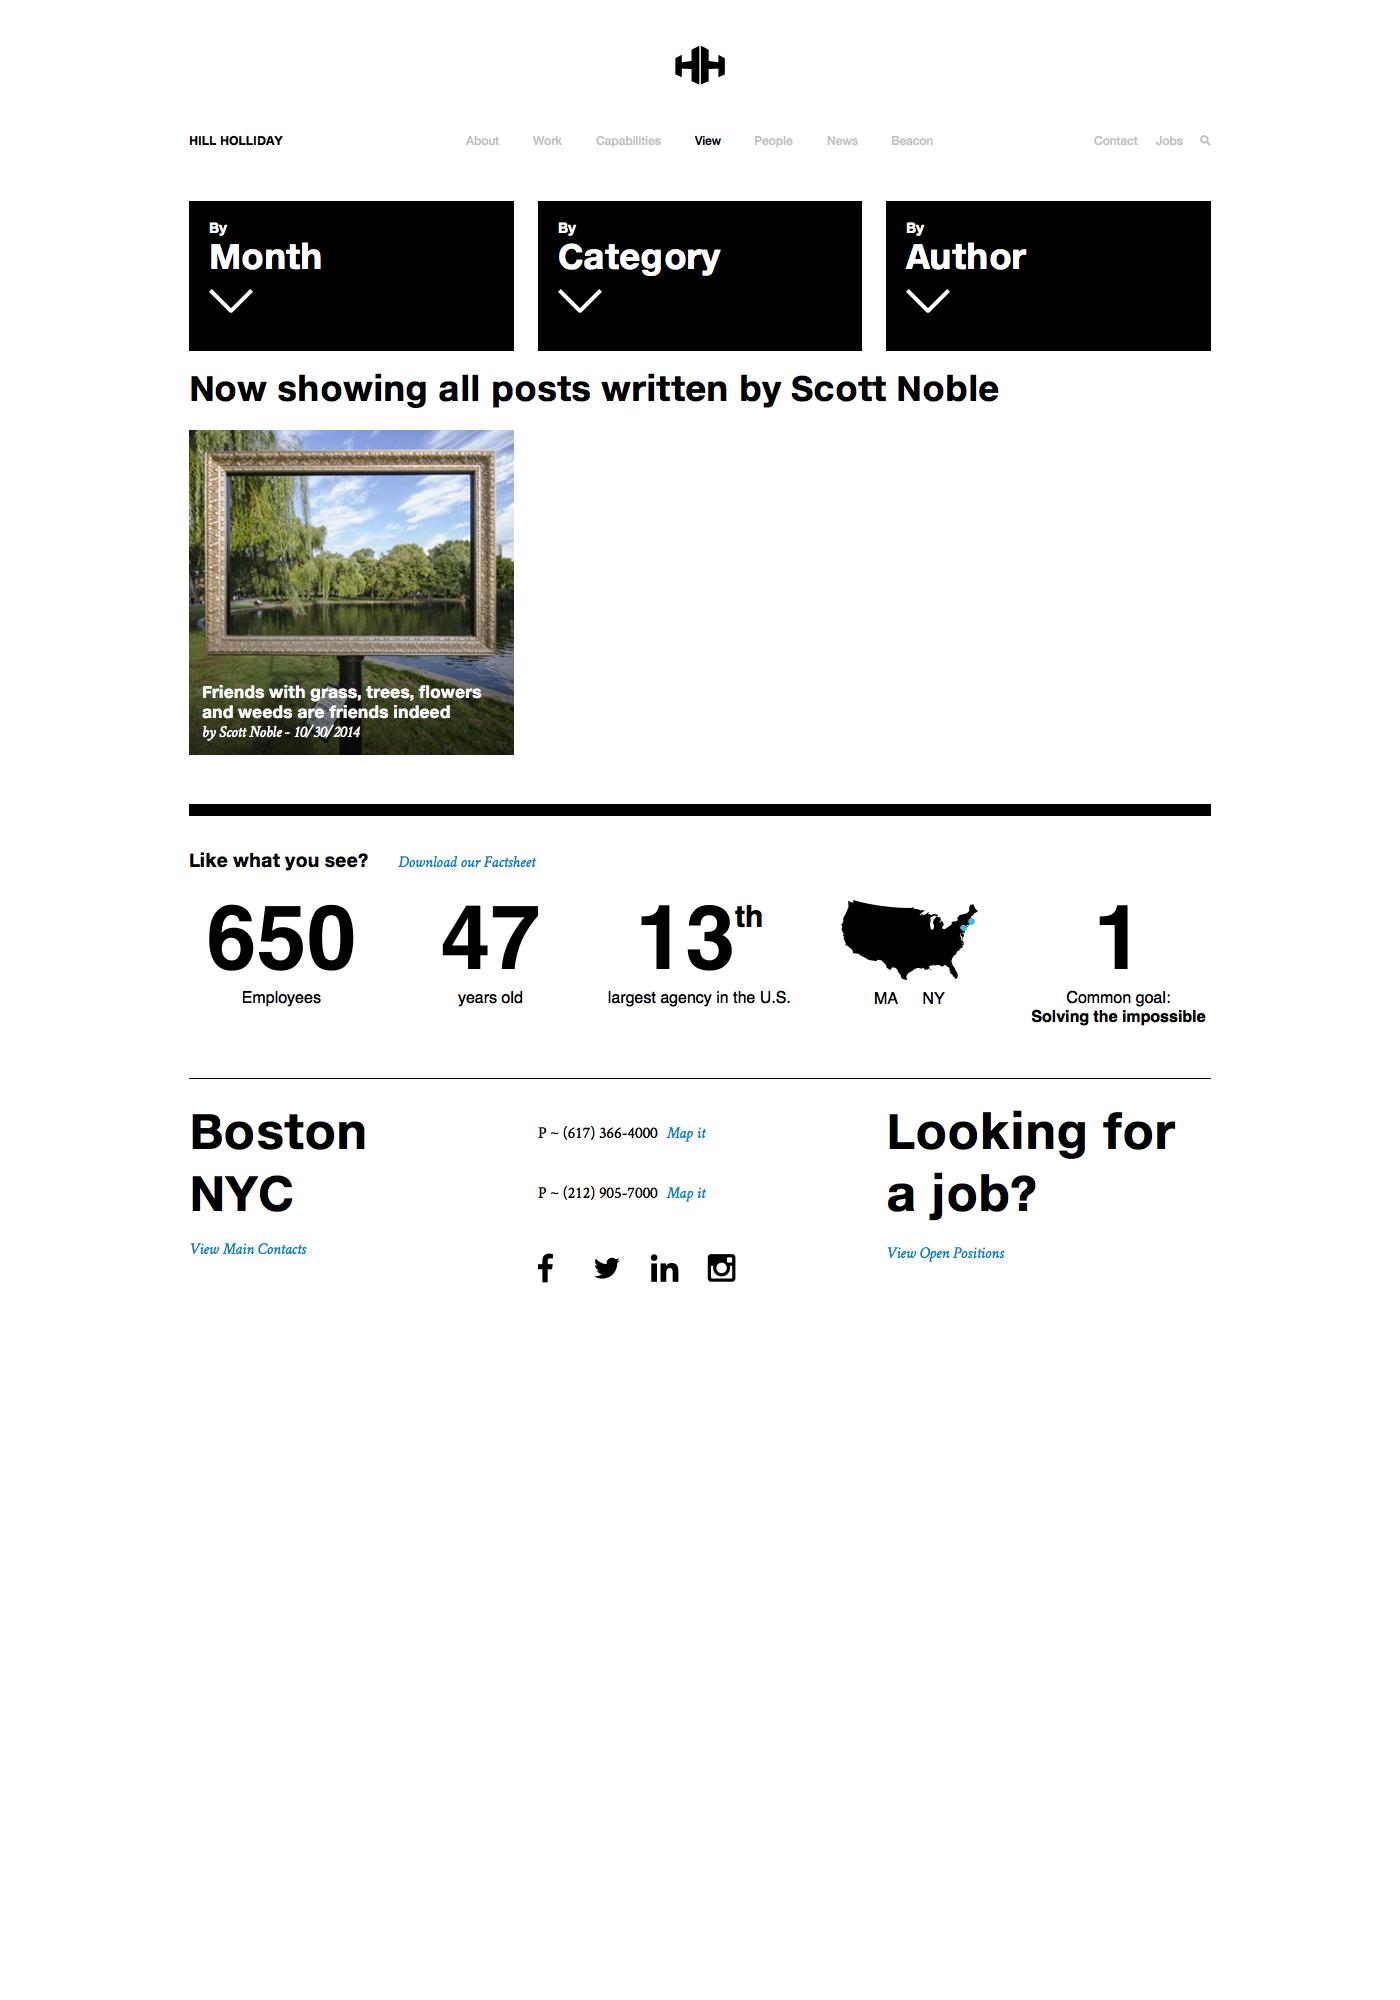 HILL HOLLIDAY
About Work Capabilities View People News Beacon
Contact Jobs
By
Month
By
Category
By
Author
Now showing all posts written by Scott Noble
Friends with grass, trees, flowers
and weeds are friends indeed
by Scott Noble - 10/30/2014
Like what you see? Download our Factsheet
650
Employees
47
years old
13th
largest agency in the U.S.
MA NY
1
Common goal:
Solving the impossible
Boston
NYC
View Main Contacts
P ~ (617) 366-4000 Map it
P ~ (212) 905-7000 Map it
Looking for
a job?
View Open Positions